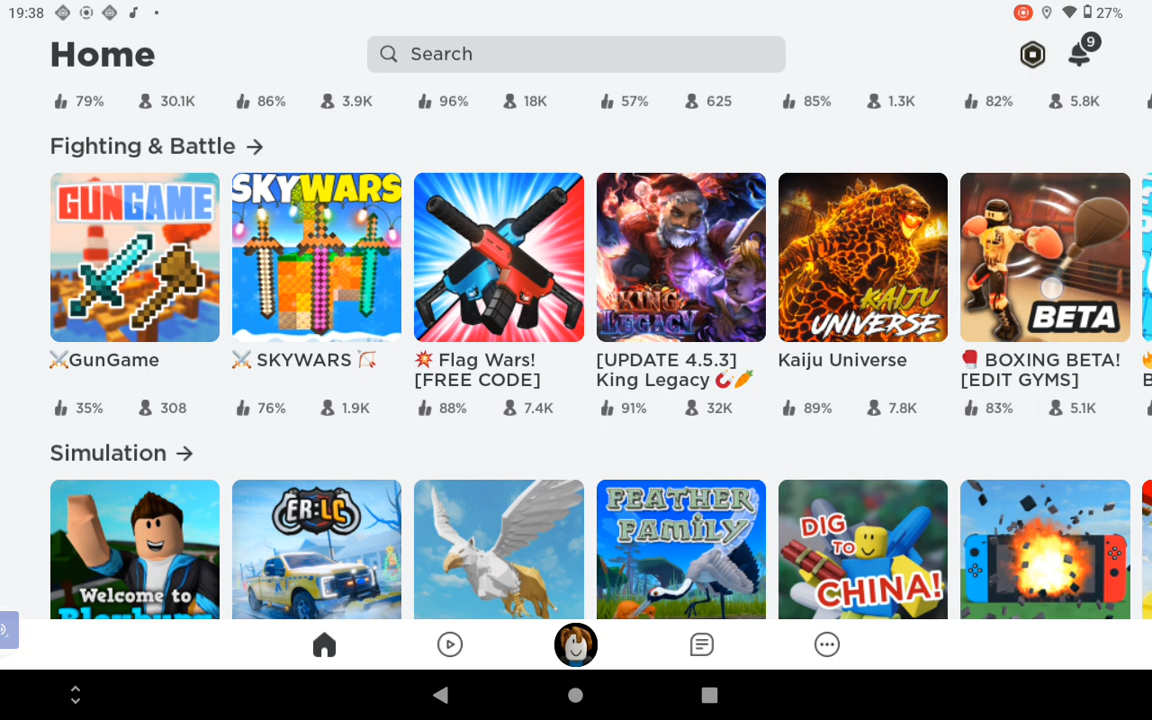 19:38
27%
Home
Search
9
79% 30.1K 86% 3.9K 96% 18K 57% 625 85% 1.3K 82% 5.8K
Fighting & Battle →
GUNGAME
SKYWARS
KING LEGACY
KAIJU UNIVERSE
BETA
⚔️GunGame
⚔️ SKYWARS 🏹
💥 Flag Wars! [FREE CODE]
[UPDATE 4.5.3] King Legacy 🧲🥕
Kaiju Universe
🥊 BOXING BETA! [EDIT GYMS]
35% 308 76% 1.9K 88% 7.4K 91% 32K 89% 7.8K 83% 5.1K
Simulation →
Welcome to
ER:LC
FEATHER FAMILY
DIG TO CHINA!